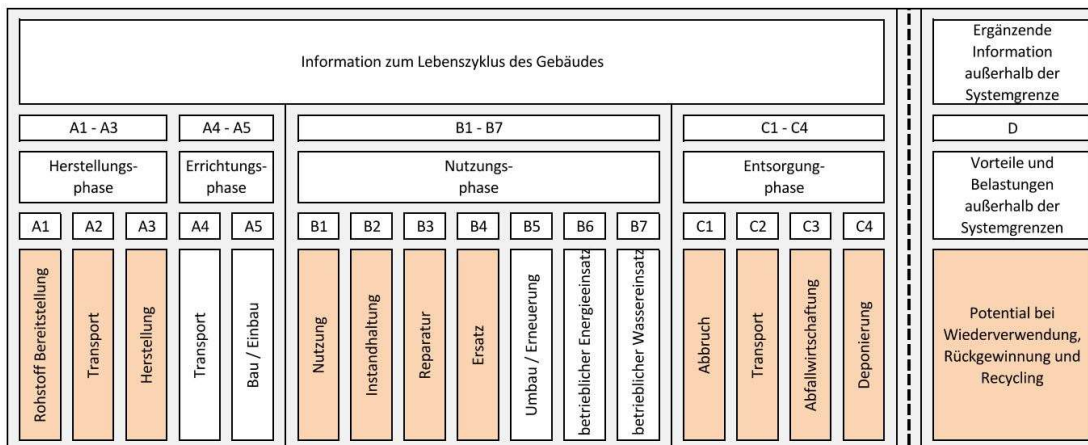 Information zum Lebenszyklus des Gebäudes
Ergänzende
Information
außerhalb der
Systemgrenze
A1 - A3
A4 - A5
B1 - B7
C1 - C4
D
Herstellungs-
phase
Errichtungs-
phase
Nutzungs-
phase
Entsorgung-
phase
Vorteile und
Belastungen
außerhalb der
Systemgrenzen
A1
A2
A3
A4
A5
B1
B2
B3
B4
B5
B6
B7
C1
C2
C3
C4
Rohstoff Bereitstellung
Transport
Herstellung
Transport
Bau / Einbau
Nutzung
Instandhaltung
Reparatur
Ersatz
Umbau / Erneuerung
betrieblicher Energieeinsatz
betrieblicher Wassereinsatz
Abbruch
Transport
Abfallwirtschaftung
Deponierung
Potential bei
Wiederverwendung,
Rückgewinnung und
Recycling